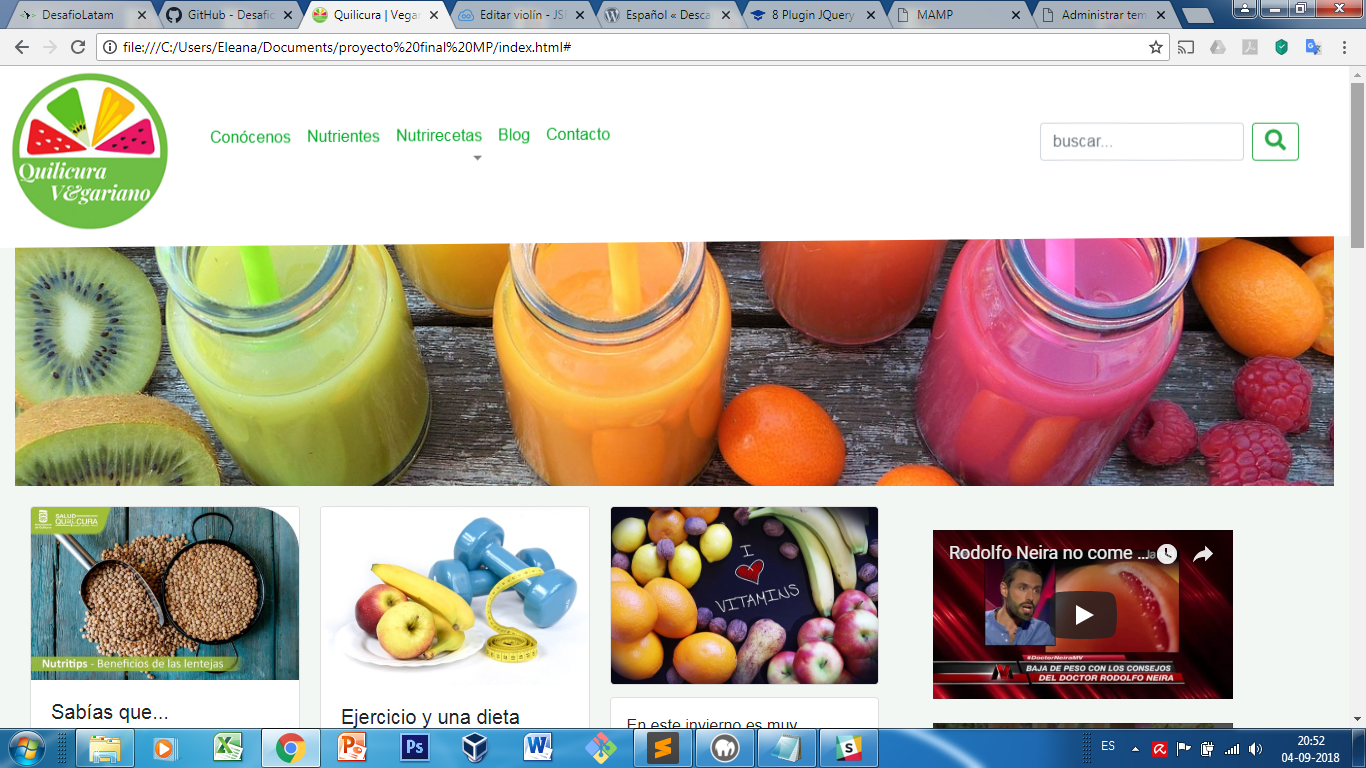 DesafioLatam
GitHub - Desafio
Quilicura | Vega
Editar violín - JS
Español « Desca
8 Plugin JQuery
MAMP
Administrar tem
file:///C:/Users/Eleana/Documents/proyecto%20final%20MP/index.html#
Quilicura
V&gariano
Conócenos
Nutrientes
Nutrirecetas
Blog
Contacto
buscar...
SALUD
QUILICURA
Nutritips - Beneficios de las lentejas
Sabías que...
Ejercicio y una dieta
I
VITAMINS
En este invierno es muy
Rodolfo Neira no come ...
#DoctorNeiraMV
BAJA DE PESO CON LOS CONSEJOS
DEL DOCTOR RODOLFO NEIRA
ES
20:52
04-09-2018